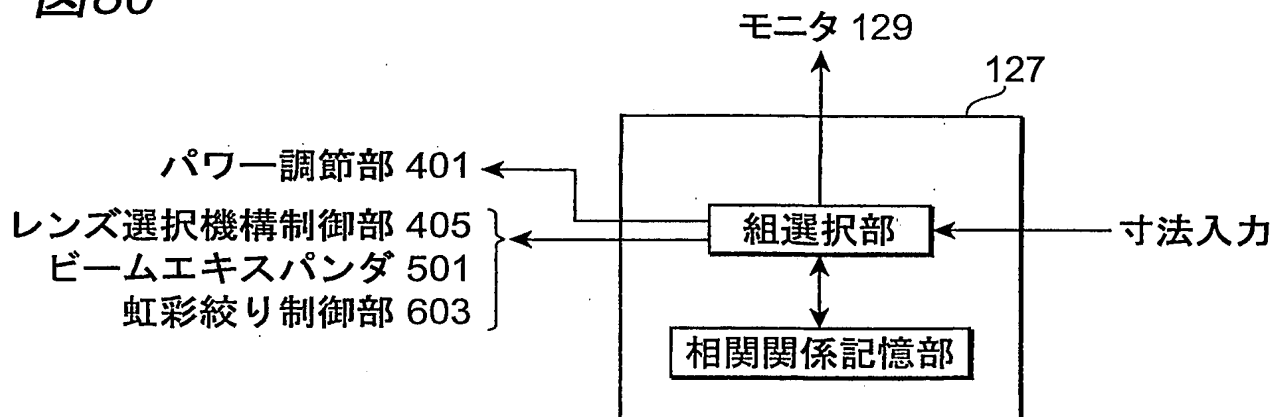 図80
モニタ 129
127
パワー調節部 401
レンズ選択機構制御部 405
ビームエキスパンダ 501
虹彩絞り制御部 603
組選択部
寸法入力
相関関係記憶部